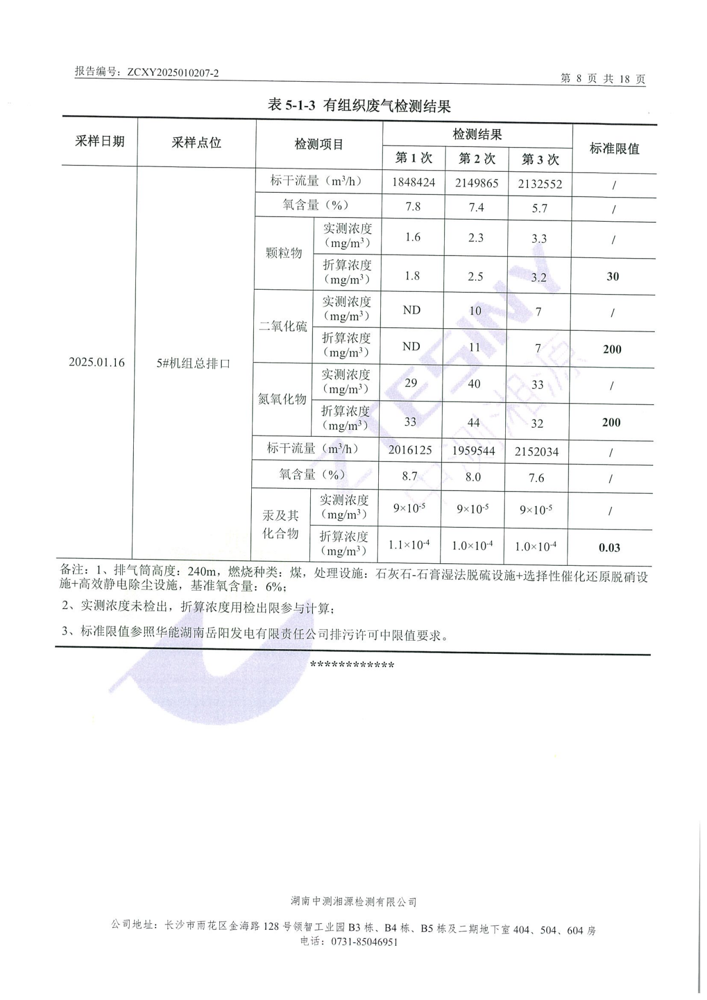 报告编号：ZCXY2025010207-2
第 8 页 共 18 页
表 5-1-3 有组织废气检测结果
采样日期 采样点位 检测项目 检测结果 标准限值
第 1 次 第 2 次 第 3 次
2025.01.16 5#机组总排口
标干流量（m³/h） 1848424 2149865 2132552 /
氧含量（%） 7.8 7.4 5.7 /
颗粒物 实测浓度（mg/m³） 1.6 2.3 3.3 /
折算浓度（mg/m³） 1.8 2.5 3.2 30
二氧化硫 实测浓度（mg/m³） ND 10 7 /
折算浓度（mg/m³） ND 11 7 200
氮氧化物 实测浓度（mg/m³） 29 40 33 /
折算浓度（mg/m³） 33 44 32 200
标干流量（m³/h） 2016125 1959544 2152034 /
氧含量（%） 8.7 8.0 7.6 /
汞及其化合物 实测浓度（mg/m³） 9×10⁻⁵ 9×10⁻⁵ 9×10⁻⁵ /
折算浓度（mg/m³） 1.1×10⁻⁴ 1.0×10⁻⁴ 1.0×10⁻⁴ 0.03
备注：1、排气筒高度：240m，燃烧种类：煤，处理设施：石灰石-石膏湿法脱硫设施+选择性催化还原脱硝设
施+高效静电除尘设施，基准氧含量：6%；
2、实测浓度未检出，折算浓度用检出限参与计算；
3、标准限值参照华能湖南岳阳发电有限责任公司排污许可中限值要求。
************
ZTESINY
中测湘源
湖南中测湘源检测有限公司
公司地址：长沙市雨花区金海路 128 号领智工业园 B3 栋、B4 栋、B5 栋及二期地下室 404、504、604 房
电话：0731-85046951